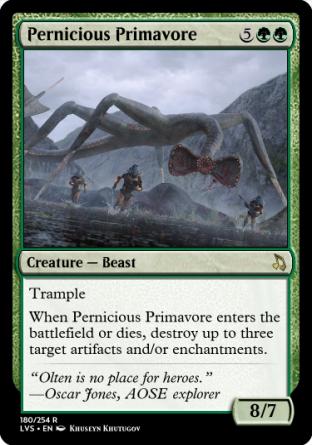 Pernicious Primavore 5
Creature — Beast
Trample
When Pernicious Primavore enters the
battlefield or dies, destroy up to three
target artifacts and/or enchantments.
“Olten is no place for heroes.”
—Oscar Jones, AOSE explorer
8/7
180/254 R
LVS • EN Khuseyn Khutugov